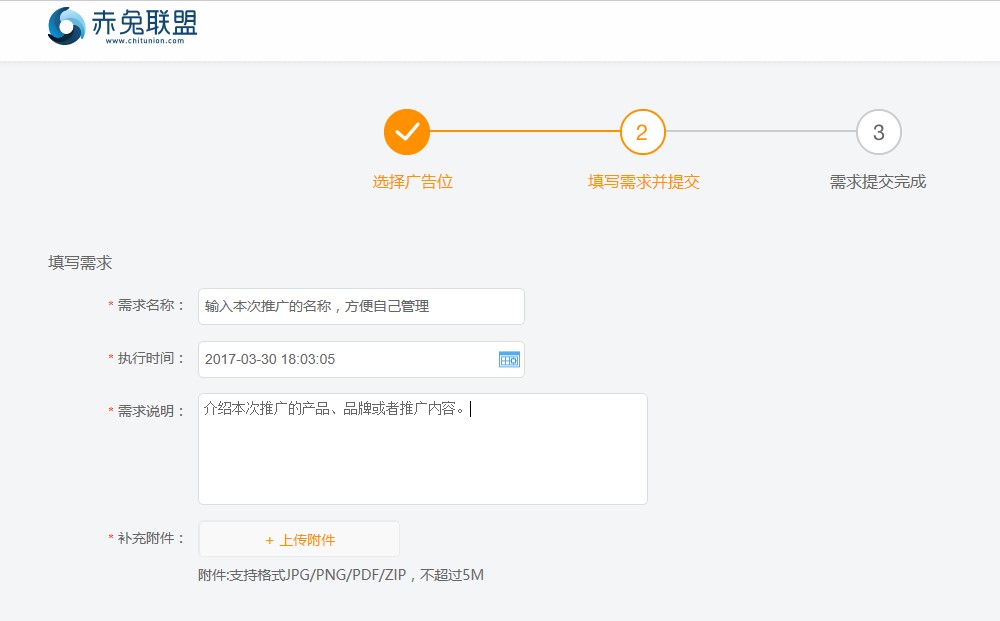 赤兔联盟
www.chitunion.com
2
3
选择广告位
填写需求并提交
需求提交完成
填写需求
* 需求名称：
输入本次推广的名称，方便自己管理
* 执行时间：
2017-03-30 18:03:05
* 需求说明：
介绍本次推广的产品、品牌或者推广内容。
* 补充附件：
+ 上传附件
附件:支持格式JPG/PNG/PDF/ZIP，不超过5M